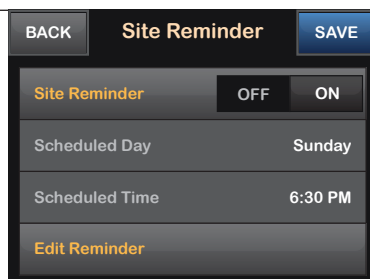 BACK Site Reminder SAVE
Site Reminder OFF ON
Scheduled Day Sunday
Scheduled Time 6:30 PM
Edit Reminder